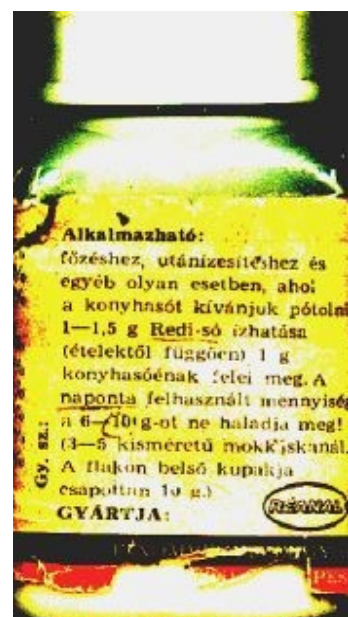 Alkalmazható:
főzéshez, utánízesítéshez és
egyéb olyan esetben, ahol
a konyhasót kívánjuk pótolni
1—1,5 g Redi-só ízhatása
(ételektől függően) 1 g
konyhasóénak felel meg. A
naponta felhasznált mennyiség
a 6—10 g-ot ne haladja meg!
(3—5 kisméretű mokkáskanál.
A flakon belső kupakja
csapottan 10 g.)
Gy. sz.:
GYÁRTJA:
REANAL
PES